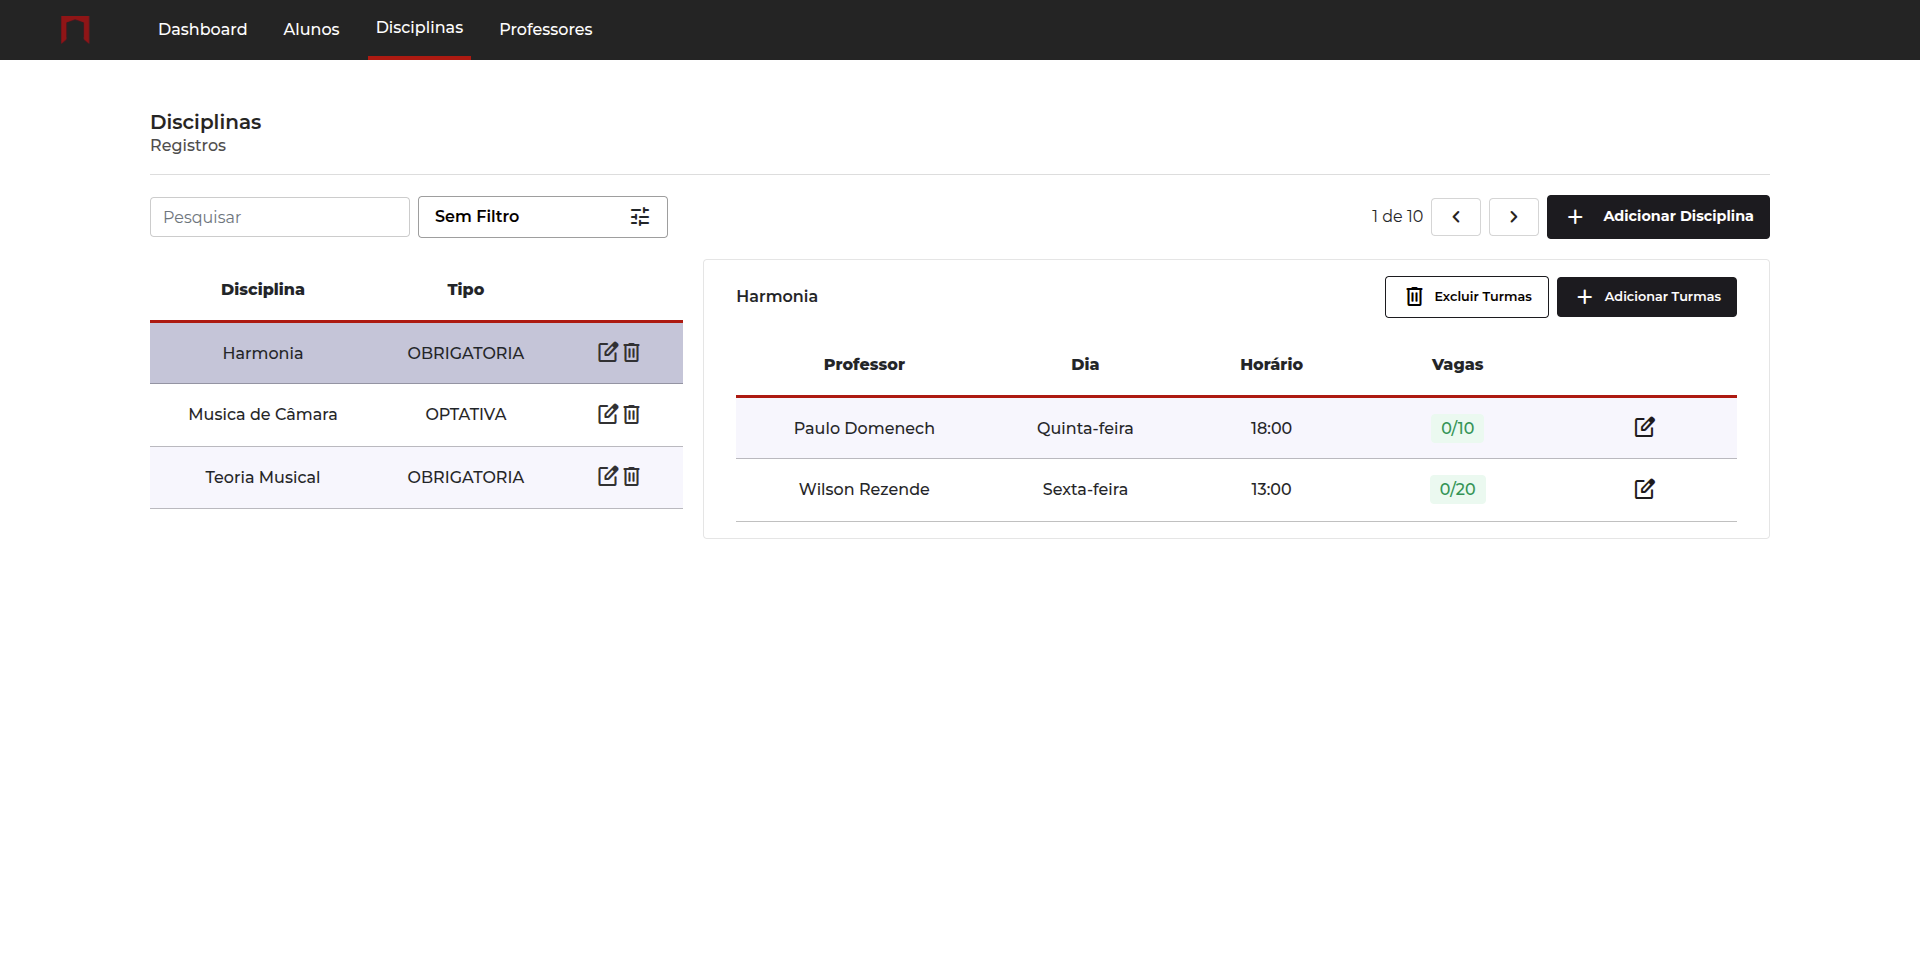 Dashboard Alunos Disciplinas Professores
Disciplinas
Registros
Pesquisar Sem Filtro 1 de 10 Adicionar Disciplina
Disciplina Tipo
Harmonia OBRIGATORIA
Musica de Câmara OPTATIVA
Teoria Musical OBRIGATORIA
Harmonia Excluir Turmas Adicionar Turmas
Professor Dia Horário Vagas
Paulo Domenech Quinta-feira 18:00 0/10
Wilson Rezende Sexta-feira 13:00 0/20